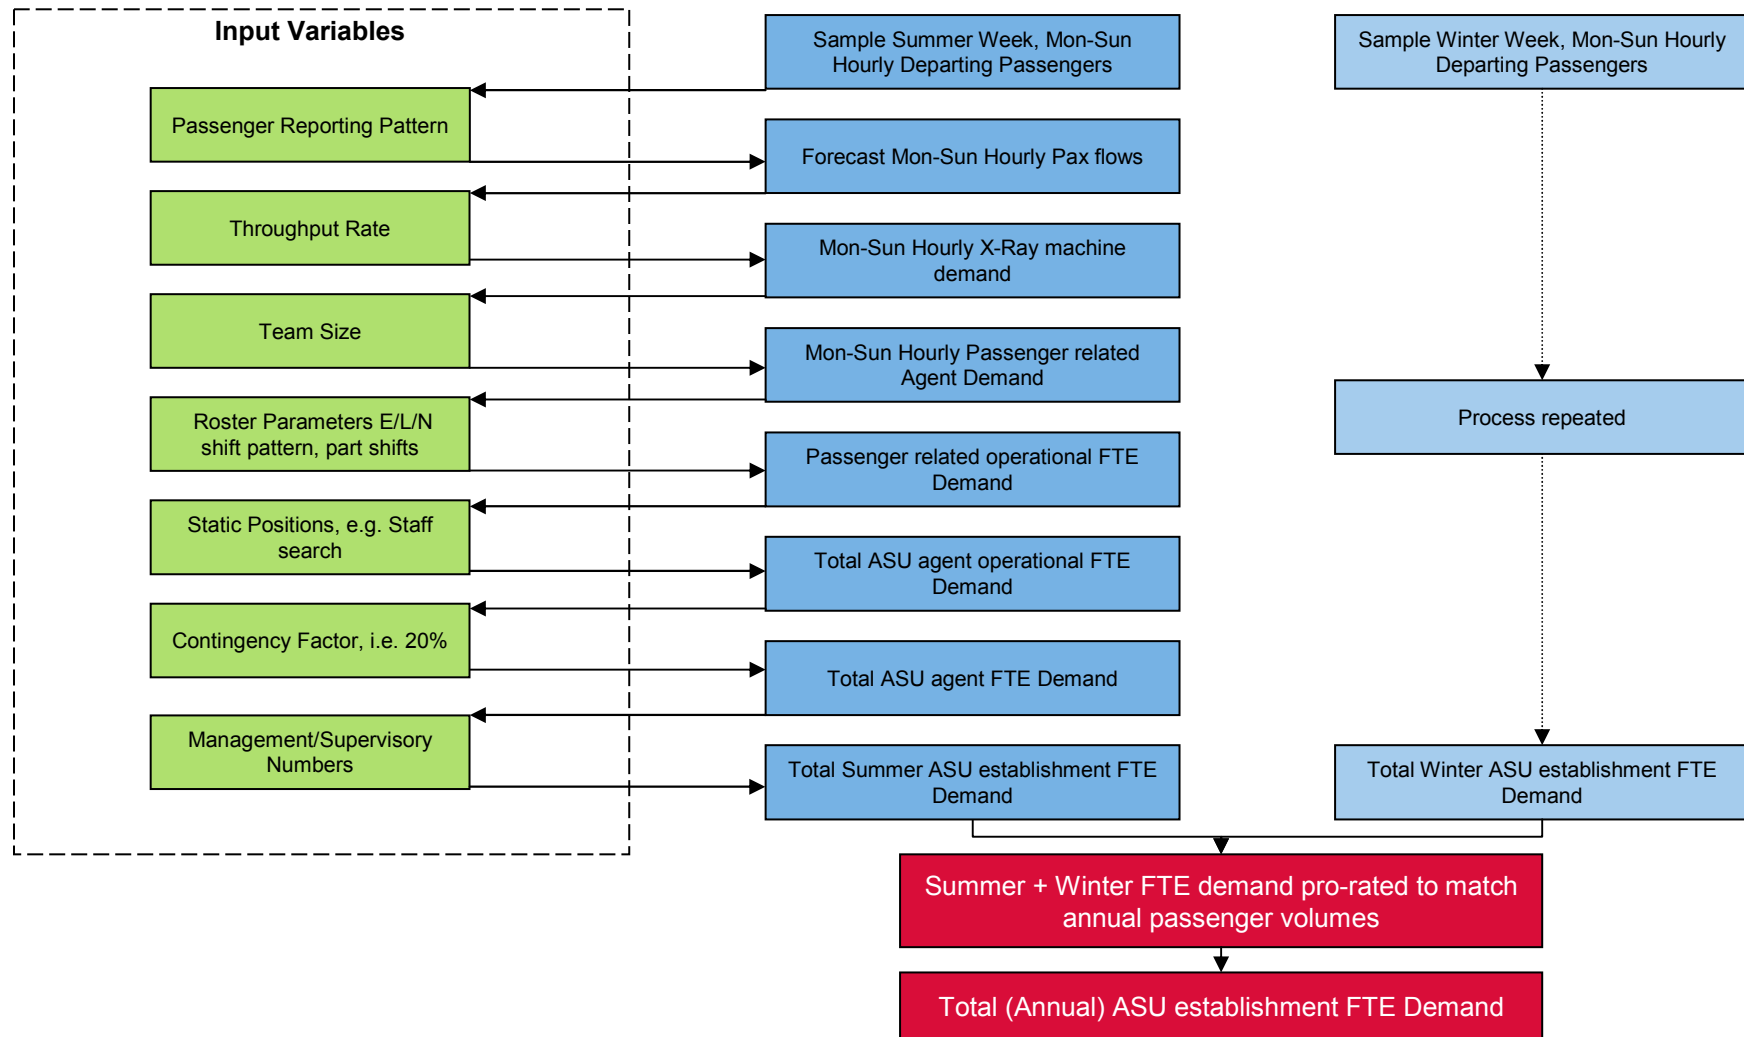 Input Variables
Sample Summer Week, Mon-Sun
Hourly Departing Passengers
Sample Winter Week, Mon-Sun Hourly
Departing Passengers
Passenger Reporting Pattern
Forecast Mon-Sun Hourly Pax flows
Throughput Rate
Mon-Sun Hourly X-Ray machine
demand
Team Size
Mon-Sun Hourly Passenger related
Agent Demand
Roster Parameters E/L/N
shift pattern, part shifts
Process repeated
Passenger related operational FTE
Demand
Static Positions, e.g. Staff
search
Total ASU agent operational FTE
Demand
Contingency Factor, i.e. 20%
Total ASU agent FTE Demand
Management/Supervisory
Numbers
Total Summer ASU establishment FTE
Demand
Total Winter ASU establishment FTE
Demand
Summer + Winter FTE demand pro-rated to match
annual passenger volumes
Total (Annual) ASU establishment FTE Demand